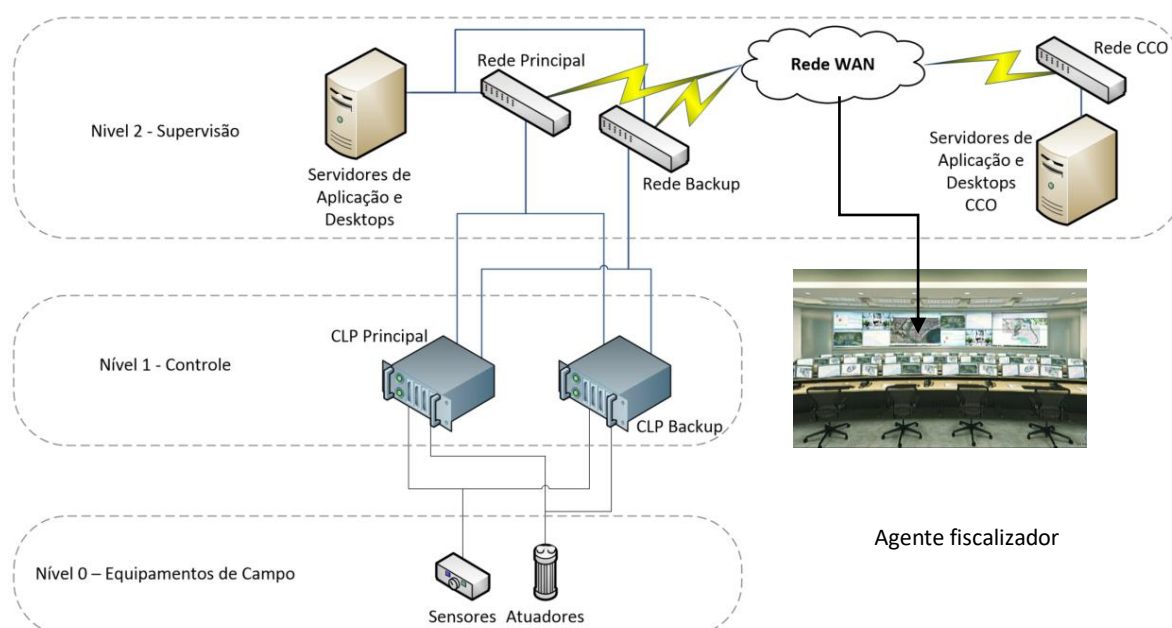 Rede CCO
Rede Principal
Rede WAN
Nivel 2 - Supervisão
Servidores de
Aplicação e
Desktops
Rede Backup
Servidores de
Aplicação e
Desktops
CCO
CLP Principal
Nível 1 - Controle
CLP Backup
Agente fiscalizador
Nível 0 – Equipamentos de Campo
Sensores
Atuadores